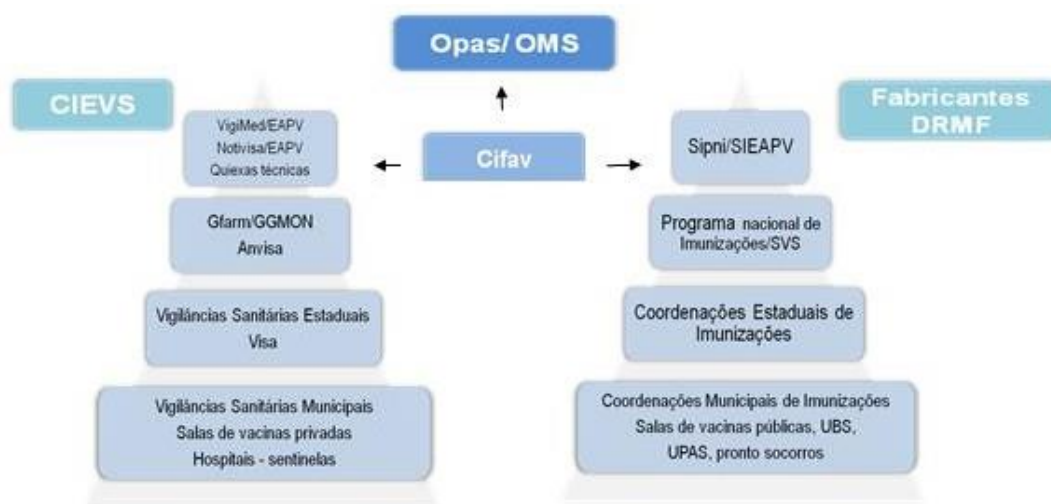 Opas/ OMS
CIEVS
Fabricantes
DRMF
VigiMed/EAPV
Notivisa/EAPV
Quiexas técnicas
Cifav
Sipni/SIEAPV
Gfarm/GGMON
Anvisa
Programa nacional de
Imunizações/SVS
Vigilâncias Sanitárias Estaduais
Visa
Coordenações Estaduais de
Imunizações
Vigilâncias Sanitárias Municipais
Salas de vacinas privadas
Hospitais - sentinelas
Coordenações Municipais de Imunizações
Salas de vacinas públicas, UBS,
UPAS, pronto socorros